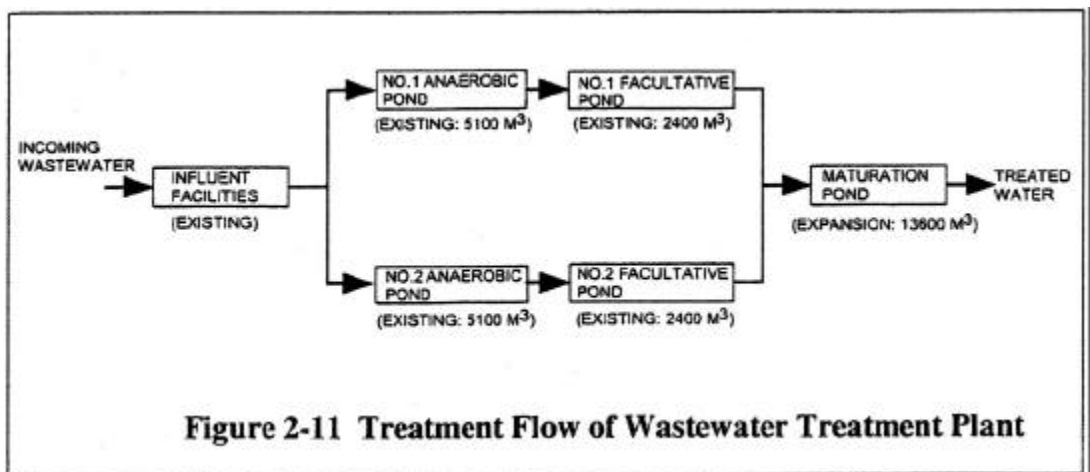 INCOMING
WASTEWATER
INFLUENT
FACILITIES
(EXISTING)
NO.1 ANAEROBIC
POND
(EXISTING: 5100 M³)
NO.1 FACULTATIVE
POND
(EXISTING: 2400 M³)
NO.2 ANAEROBIC
POND
(EXISTING: 5100 M³)
NO.2 FACULTATIVE
POND
(EXISTING: 2400 M³)
MATURATION
POND
(EXPANSION: 13600 M³)
TREATED
WATER
Figure 2-11 Treatment Flow of Wastewater Treatment Plant